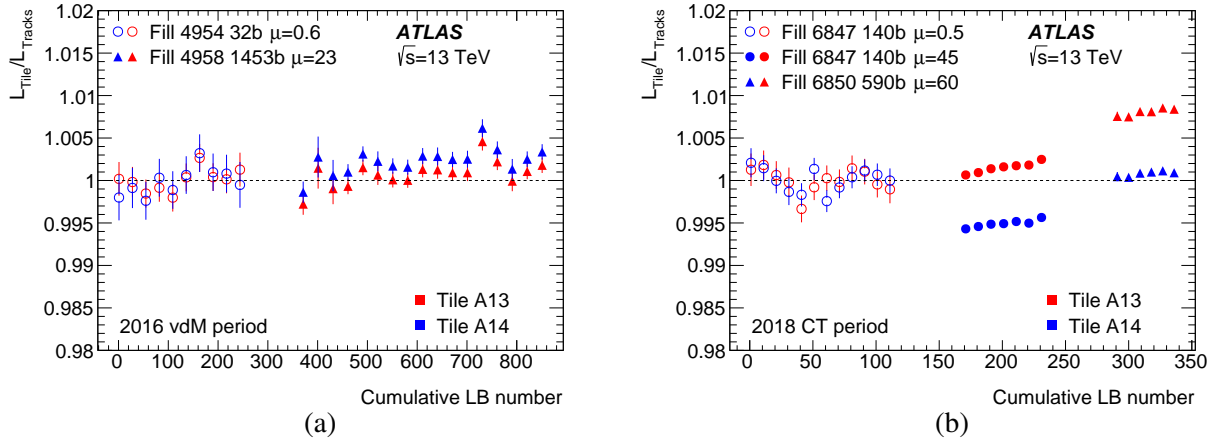 L_Tile/L_Tracks
1.02
1.015
1.01
1.005
1
0.995
0.99
0.985
0.98
Fill 4954 32b μ=0.6
Fill 4958 1453b μ=23
ATLAS
√s=13 TeV
Tile A13
Tile A14
2016 vdM period
0 100 200 300 400 500 600 700 800
Cumulative LB number
(a)
L_Tile/L_Tracks
1.02
1.015
1.01
1.005
1
0.995
0.99
0.985
0.98
Fill 6847 140b μ=0.5
Fill 6847 140b μ=45
Fill 6850 590b μ=60
ATLAS
√s=13 TeV
Tile A13
Tile A14
2018 CT period
0 50 100 150 200 250 300 350
Cumulative LB number
(b)